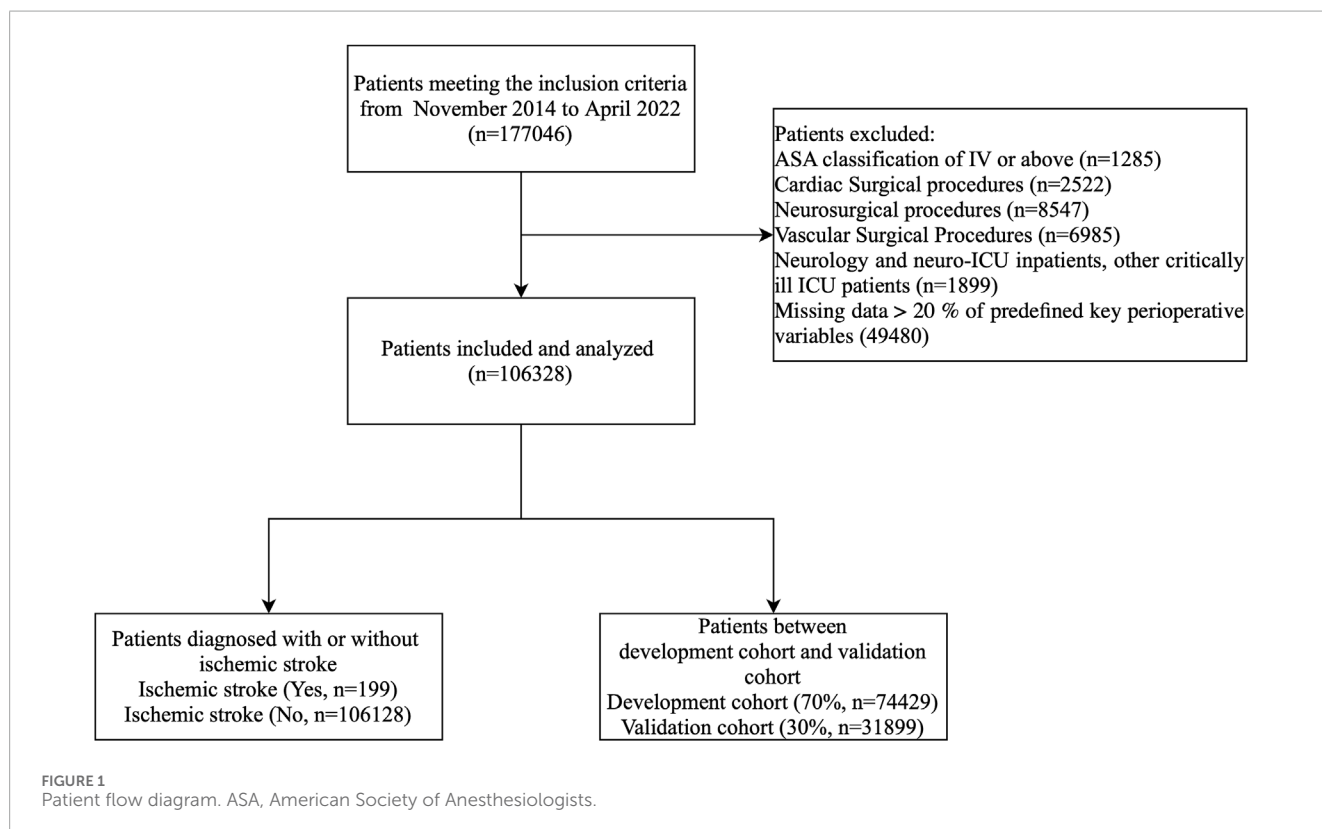 Patients meeting the inclusion criteria
from November 2014 to April 2022
(n=177046)
Patients excluded:
ASA classification of IV or above (n=1285)
Cardiac Surgical procedures (n=2522)
Neurosurgical procedures (n=8547)
Vascular Surgical Procedures (n=6985)
Neurology and neuro-ICU inpatients, other critically
ill ICU patients (n=1899)
Missing data > 20 % of predefined key perioperative
variables (49480)
Patients included and analyzed
(n=106328)
Patients diagnosed with or without
ischemic stroke
Ischemic stroke (Yes, n=199)
Ischemic stroke (No, n=106128)
Patients between
development cohort and validation
cohort
Development cohort (70%, n=74429)
Validation cohort (30%, n=31899)
FIGURE 1
Patient flow diagram. ASA, American Society of Anesthesiologists.